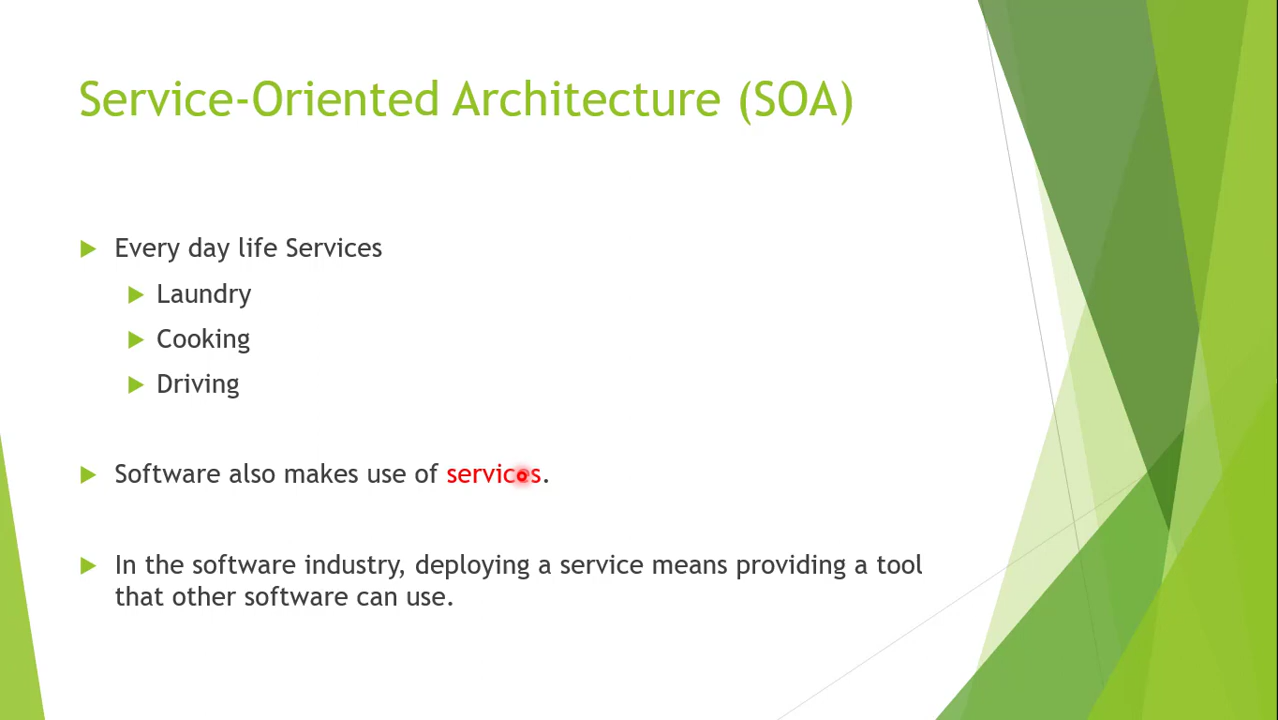 Service-Oriented Architecture (SOA)
Every day life Services
Laundry
Cooking
Driving
Software also makes use of services.
In the software industry, deploying a service means providing a tool
that other software can use.